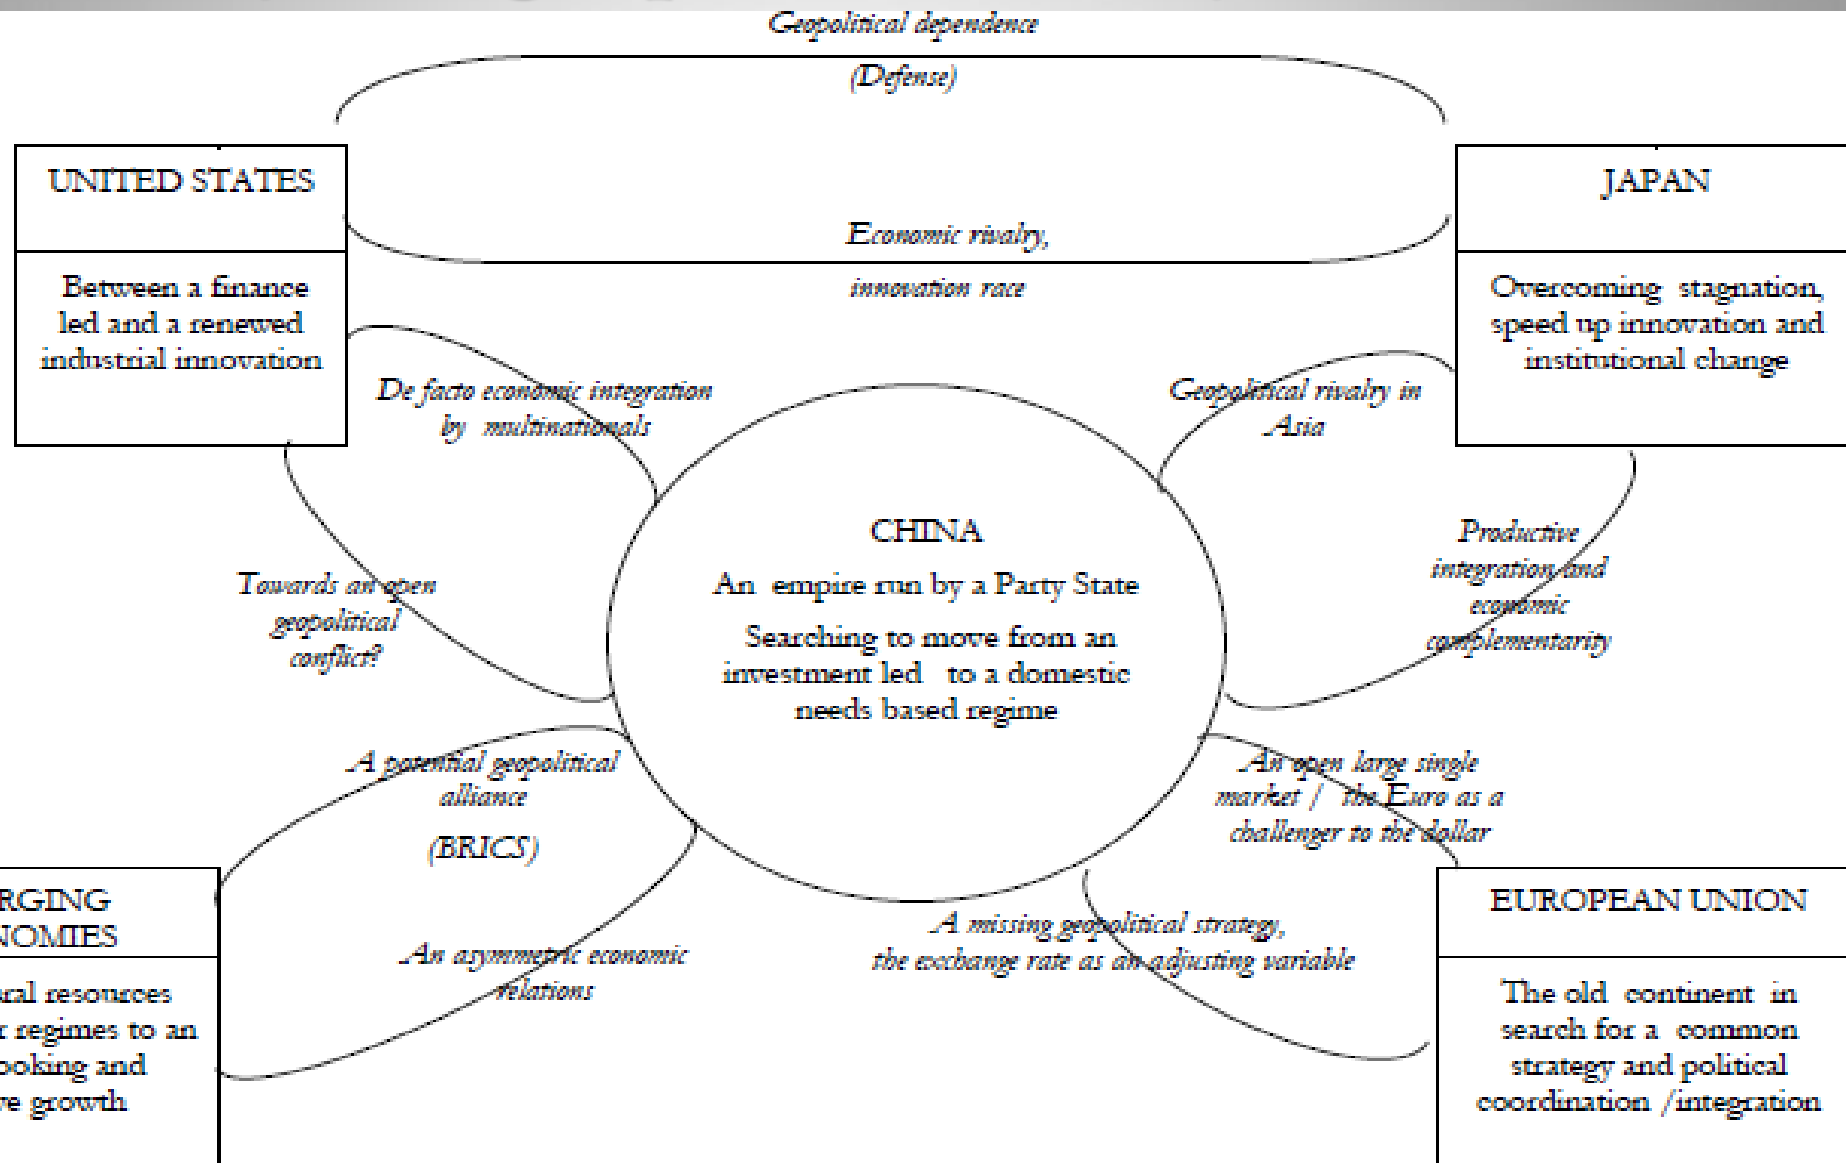 Geopolitical dependence
(Defense)
UNITED STATES
JAPAN
Economic rivalry,
innovation race
Between a finance
led and a renewed
industrial innovation
Overcoming stagnation,
speed up innovation and
institutional change
De facto economic integration
by multinationals
Geopolitical rivalry in
Asia
CHINA
An empire run by a Party State
Searching to move from an
investment led to a domestic
needs based regime
Productive
integration and
economic
complementarity
Towards an open
geopolitical
conflict?
A potential geopolitical
alliance
(BRICS)
An open large single
market / the Euro as a
challenger to the dollar
RGING
NOMIES
EUROPEAN UNION
An asymmetric economic
relations
A missing geopolitical strategy,
the exchange rate as an adjusting variable
ral resources
r regimes to an
ooking and
ve growth
The old continent in
search for a common
strategy and political
coordination /integration